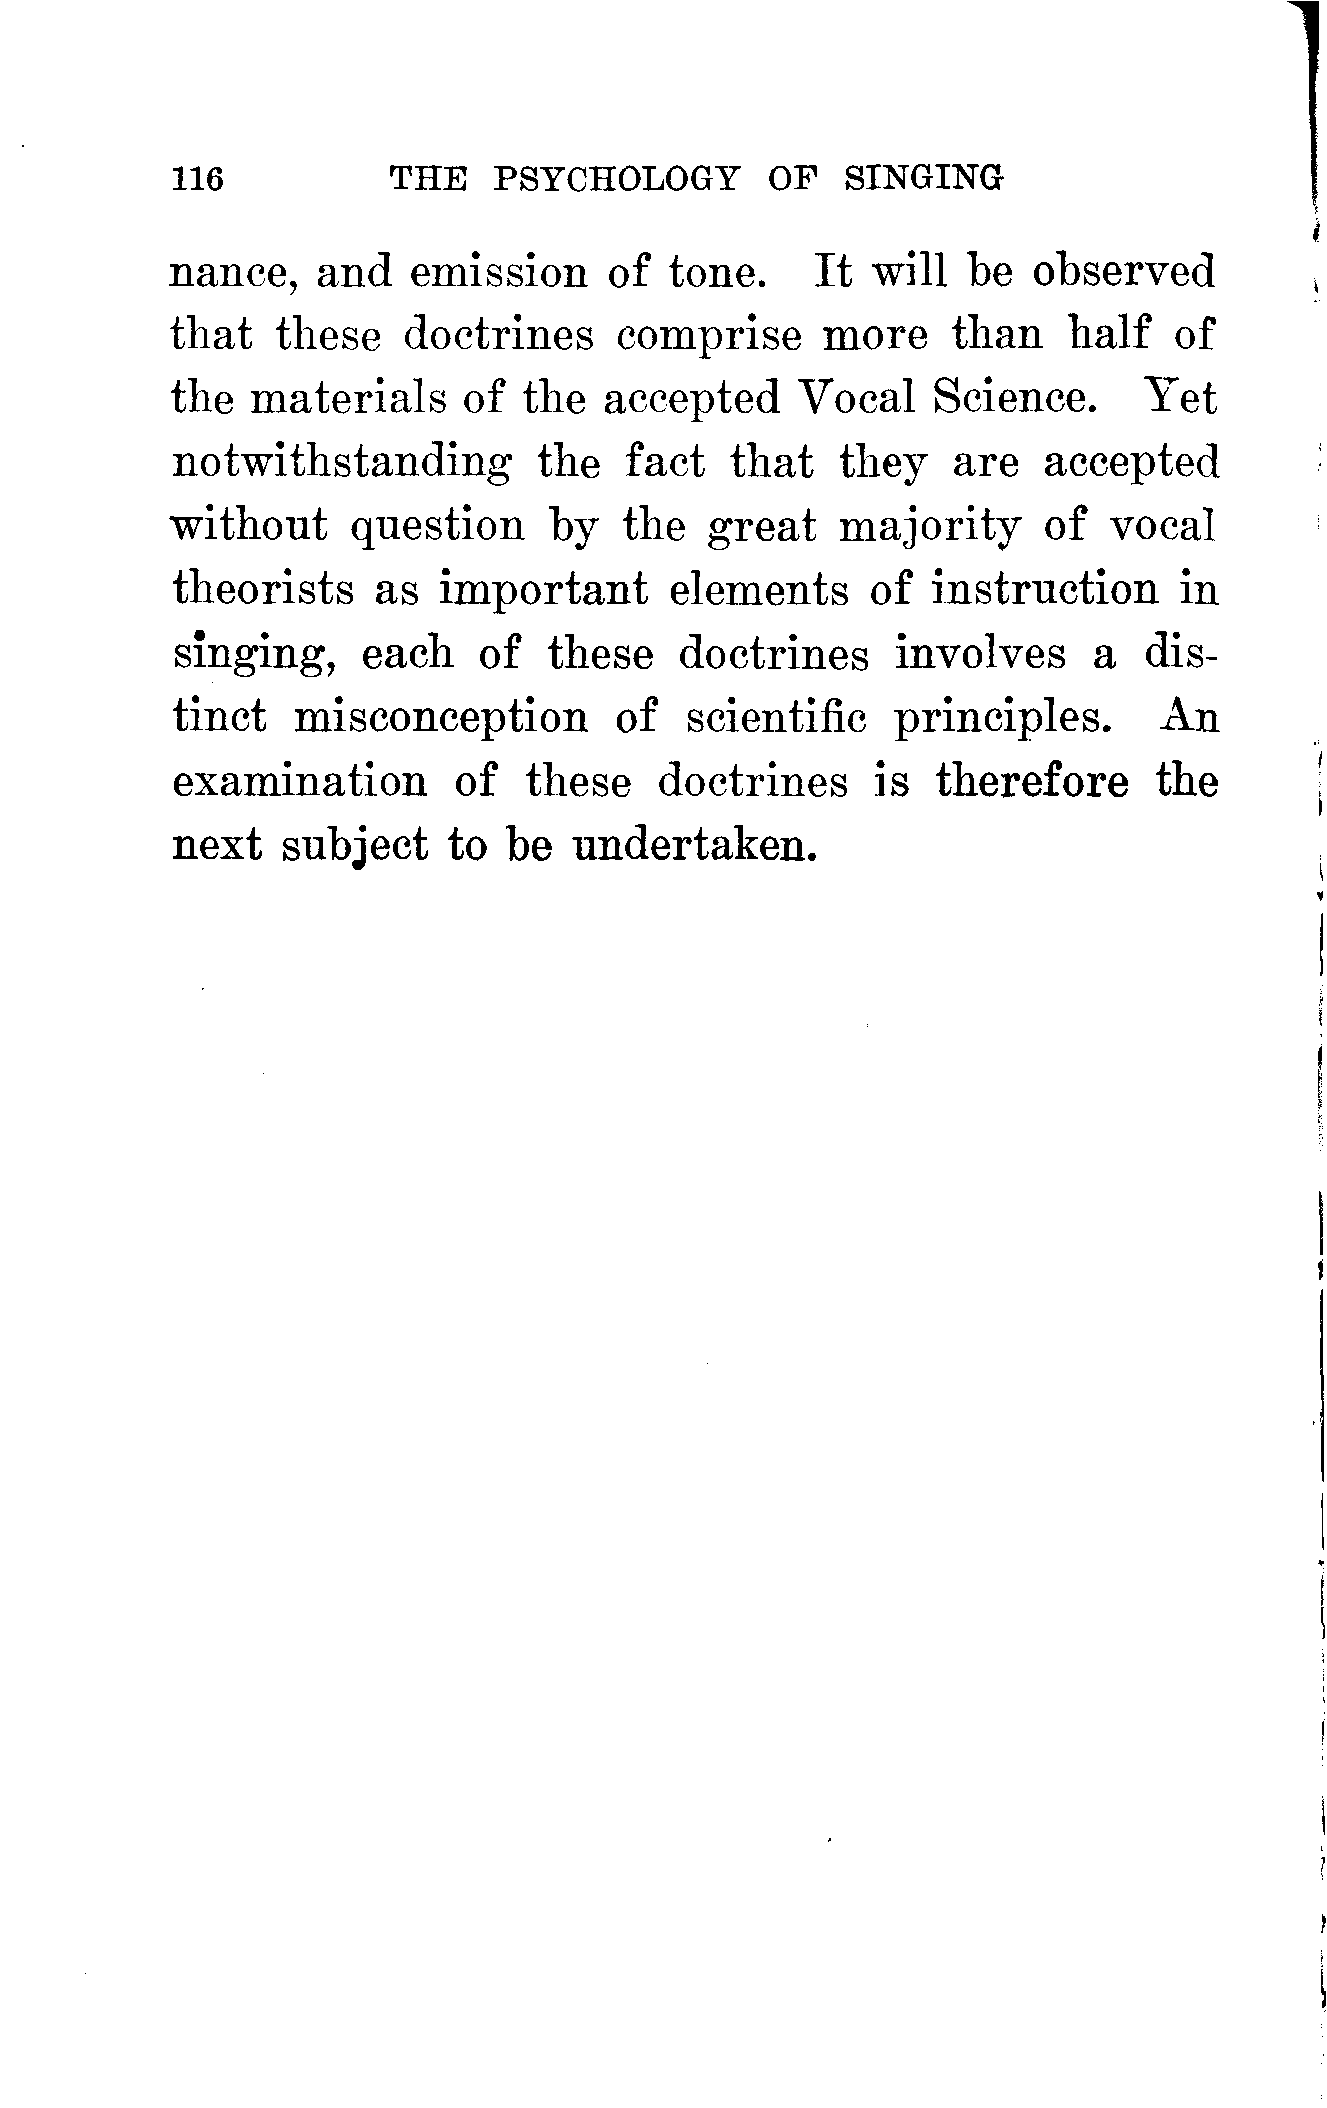 116 THE PSYCHOLOGY OF SINGING
nance, and emission of tone. It will be observed
that these doctrines comprise more than half of
the materials of the accepted Vocal Science. Yet
notwithstanding the fact that they are accepted
without question by the great majority of vocal
theorists as important elements of instruction in
singing, each of these doctrines involves a dis-
tinct misconception of scientific principles. An
examination of these doctrines is therefore the
next subject to be undertaken.